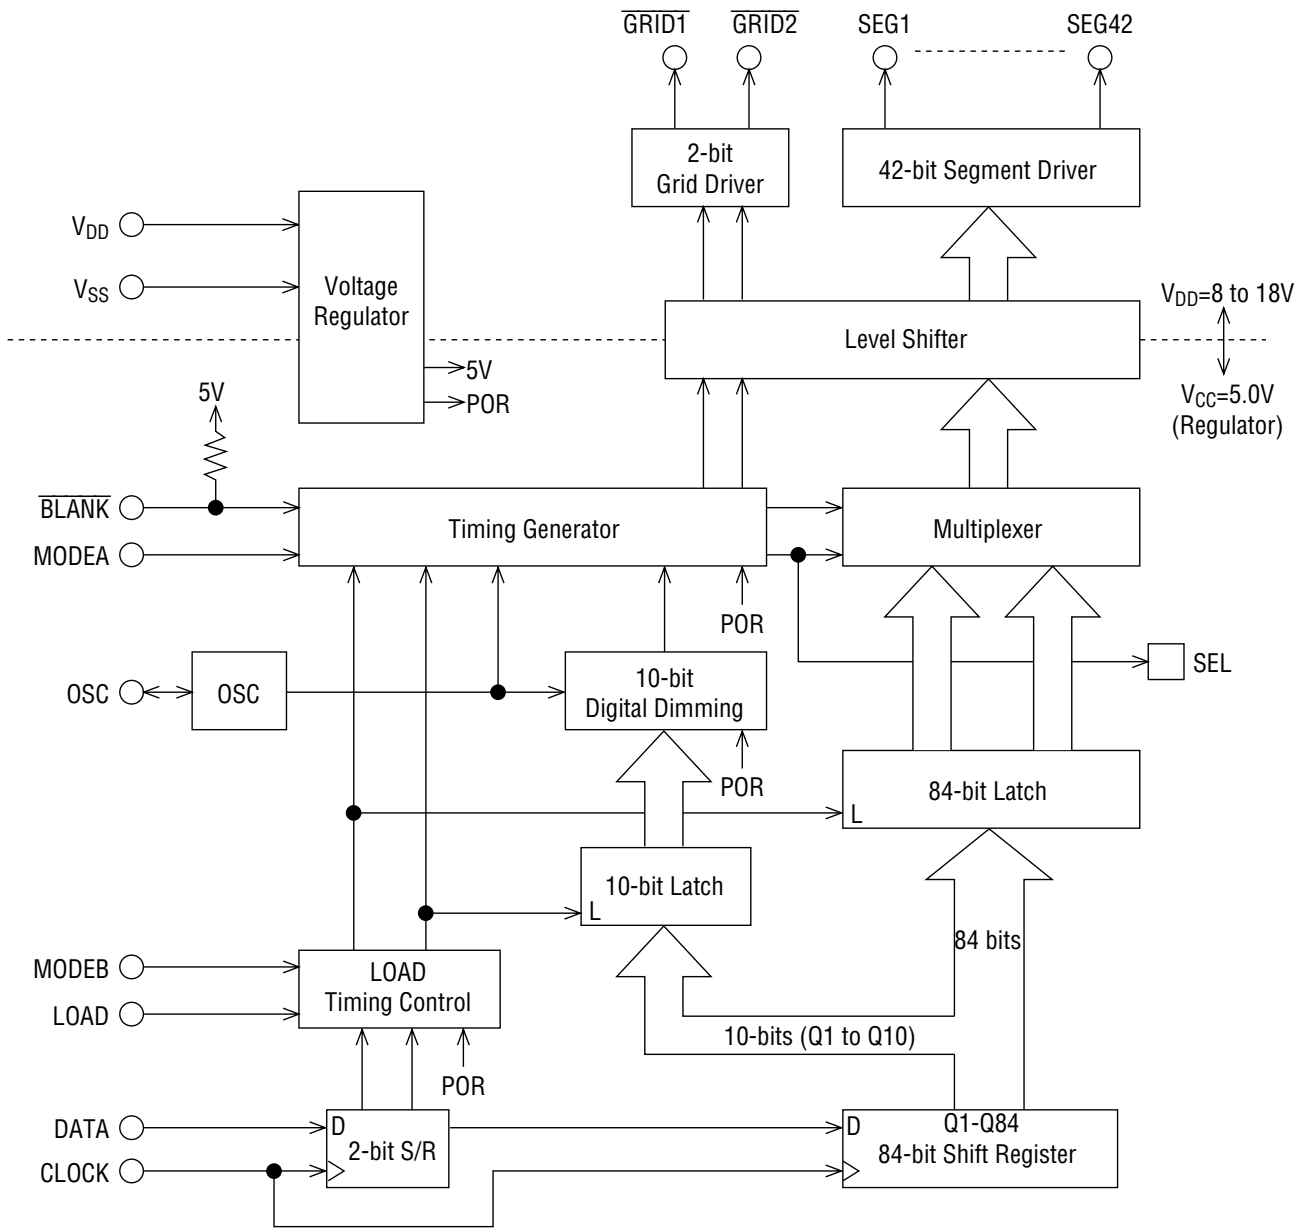 GRID1 GRID2 SEG1 SEG42
2-bit
Grid Driver
42-bit Segment Driver
VDD
VSS
Voltage
Regulator
5V
POR
Level Shifter
VDD=8 to 18V
VCC=5.0V
(Regulator)
5V
BLANK
MODEA
Timing Generator
Multiplexer
POR
SEL
OSC
OSC
10-bit
Digital Dimming
POR
84-bit Latch
L
10-bit Latch
L
84 bits
MODEB
LOAD
LOAD
Timing Control
10-bits (Q1 to Q10)
POR
DATA
CLOCK
D
2-bit S/R
D
Q1-Q84
84-bit Shift Register